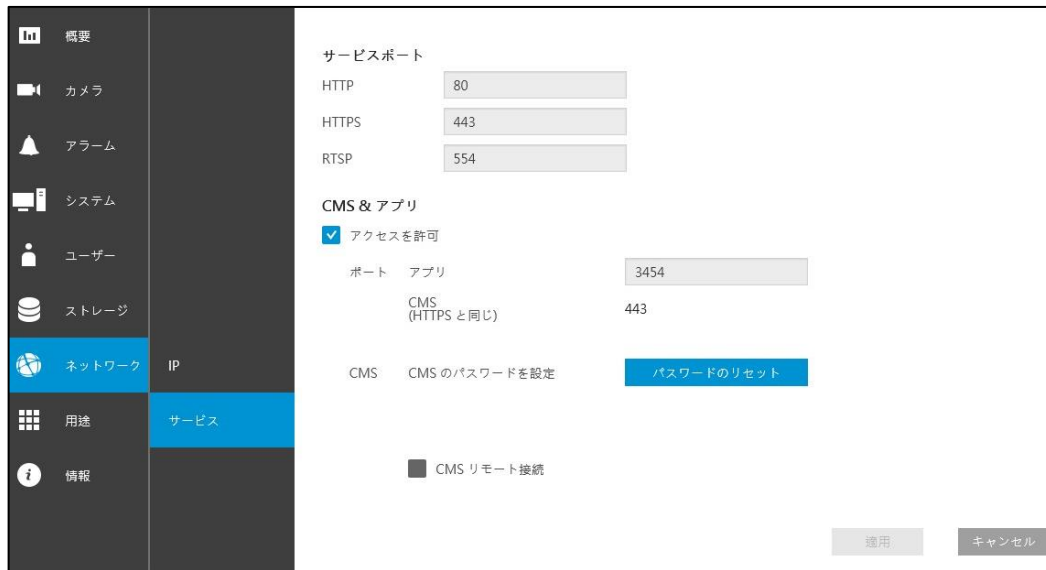 概要
カメラ
アラーム
システム
ユーザー
ストレージ
ネットワーク
用途
情報
IP
サービス
サービスポート
HTTP 80
HTTPS 443
RTSP 554
CMS & アプリ
アクセスを許可
ポート アプリ 3454
CMS
(HTTPS と同じ) 443
CMS CMS のパスワードを設定 パスワードのリセット
CMS リモート接続
適用 キャンセル